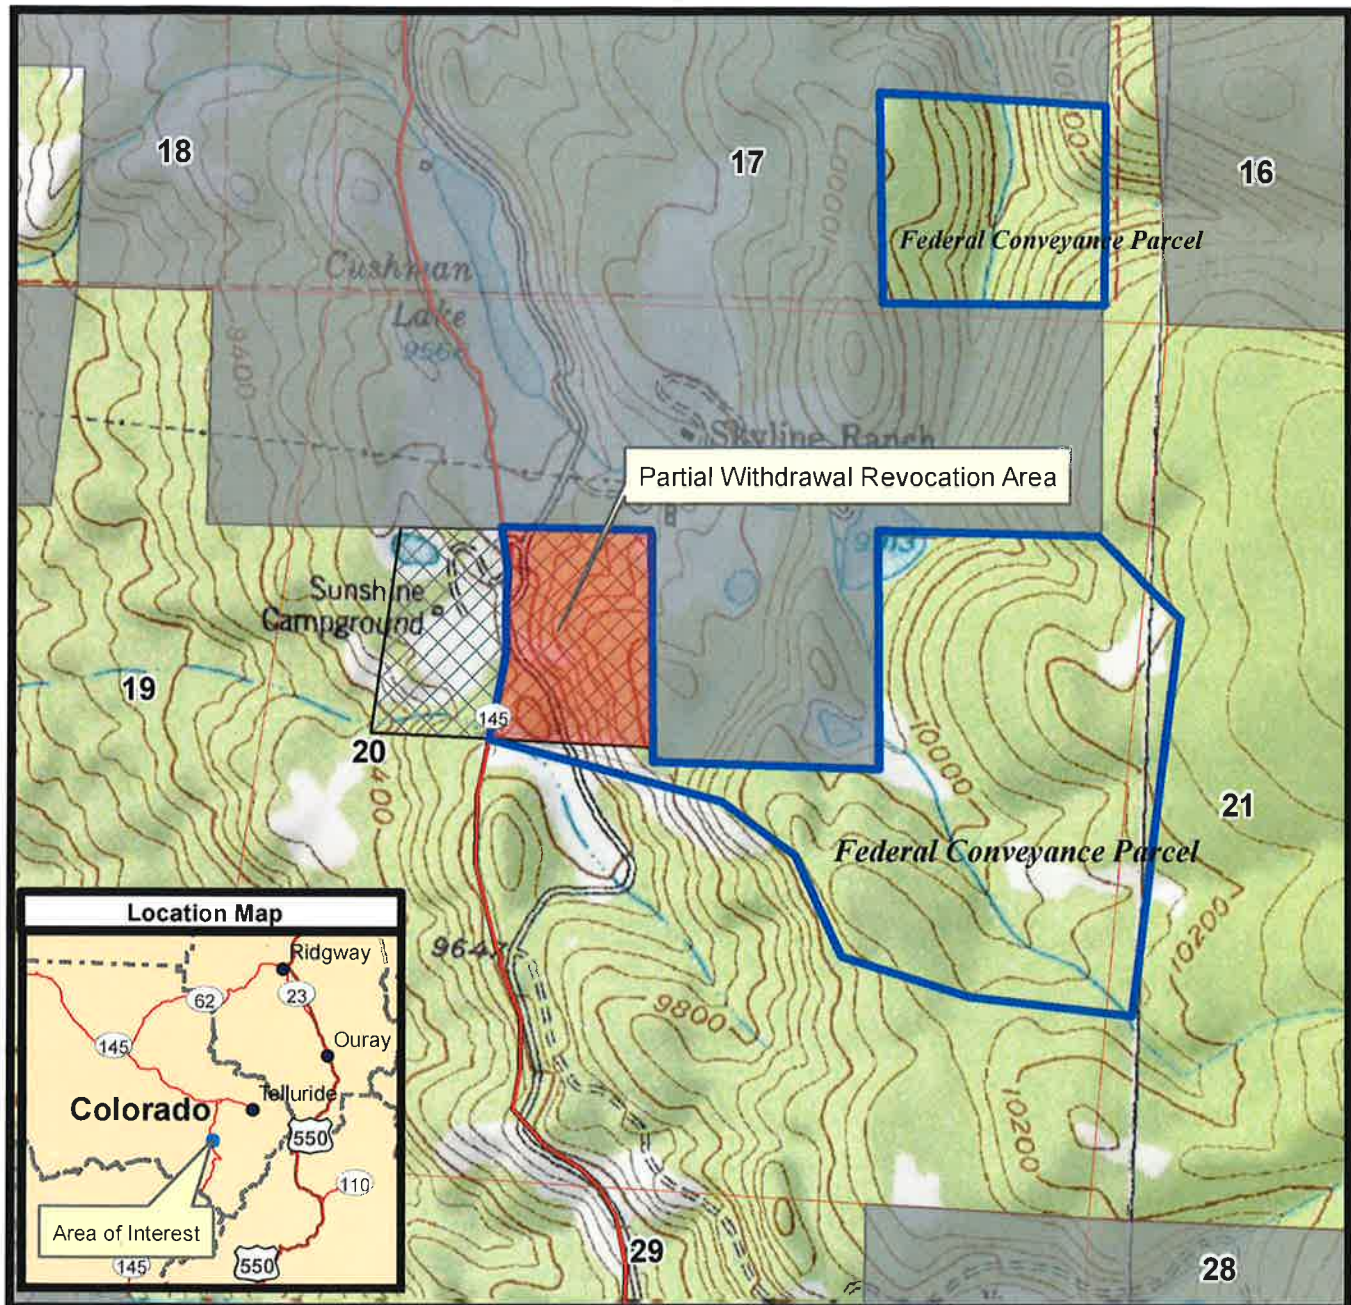 18
17
16
10000
Federal Conveyance Parcel
Cushman
Lake
9400
Skyline Ranch
Partial Withdrawal Revocation Area
Sunshine
Campground
19
145
20
10000
21
Federal Conveyance Parcel
10200
9800
10200
29
28
Location Map
Ridgway
62
23
145
Ouray
Telluride
Colorado
550
110
Area of Interest
145
550